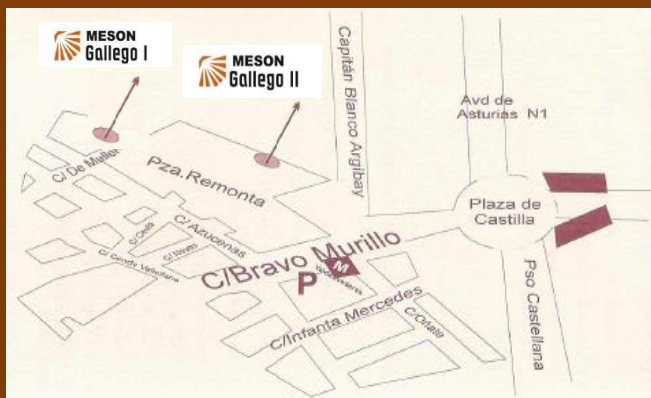 MESON
Gallego I
MESON
Gallego II
Capitán Blanco Argibay
Avd de
Asturias N1
C/ De Muller
Pza.Remonta
Plaza de
Castilla
C/ Azucenas
C/ Ceuta
C/Bravo Murillo
M
P
C/Infanta Mercedes
C/Oñate
Pso Castellana